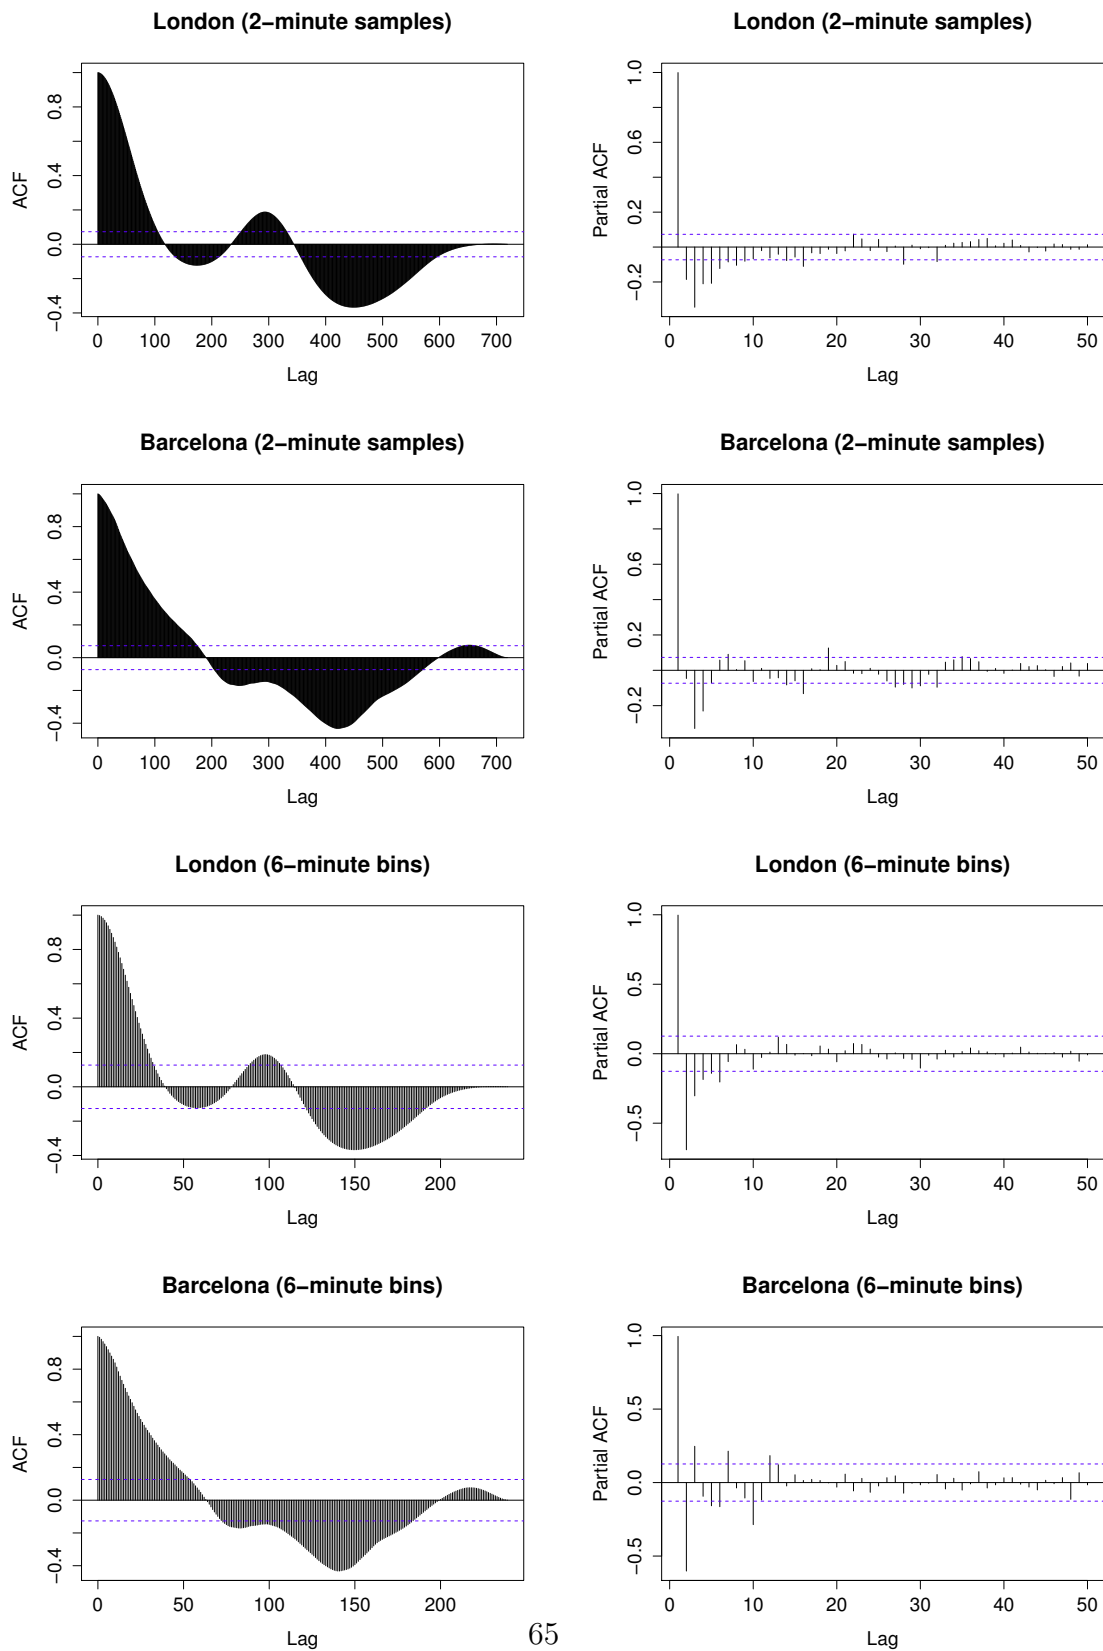 London (2−minute samples)
London (2−minute samples)
ACF
−0.4 0.0 0.4 0.8
0 100 200 300 400 500 600 700
Lag
Partial ACF
−0.2 0.2 0.6 1.0
0 10 20 30 40 50
Lag
Barcelona (2−minute samples)
Barcelona (2−minute samples)
ACF
−0.4 0.0 0.4 0.8
0 100 200 300 400 500 600 700
Lag
Partial ACF
−0.2 0.2 0.6 1.0
0 10 20 30 40 50
Lag
London (6−minute bins)
London (6−minute bins)
ACF
−0.4 0.0 0.4 0.8
0 50 100 150 200
Lag
Partial ACF
−0.5 0.0 0.5 1.0
0 10 20 30 40 50
Lag
Barcelona (6−minute bins)
Barcelona (6−minute bins)
ACF
−0.4 0.0 0.4 0.8
0 50 100 150 200
Lag
Partial ACF
−0.5 0.0 0.5 1.0
0 10 20 30 40 50
Lag
65